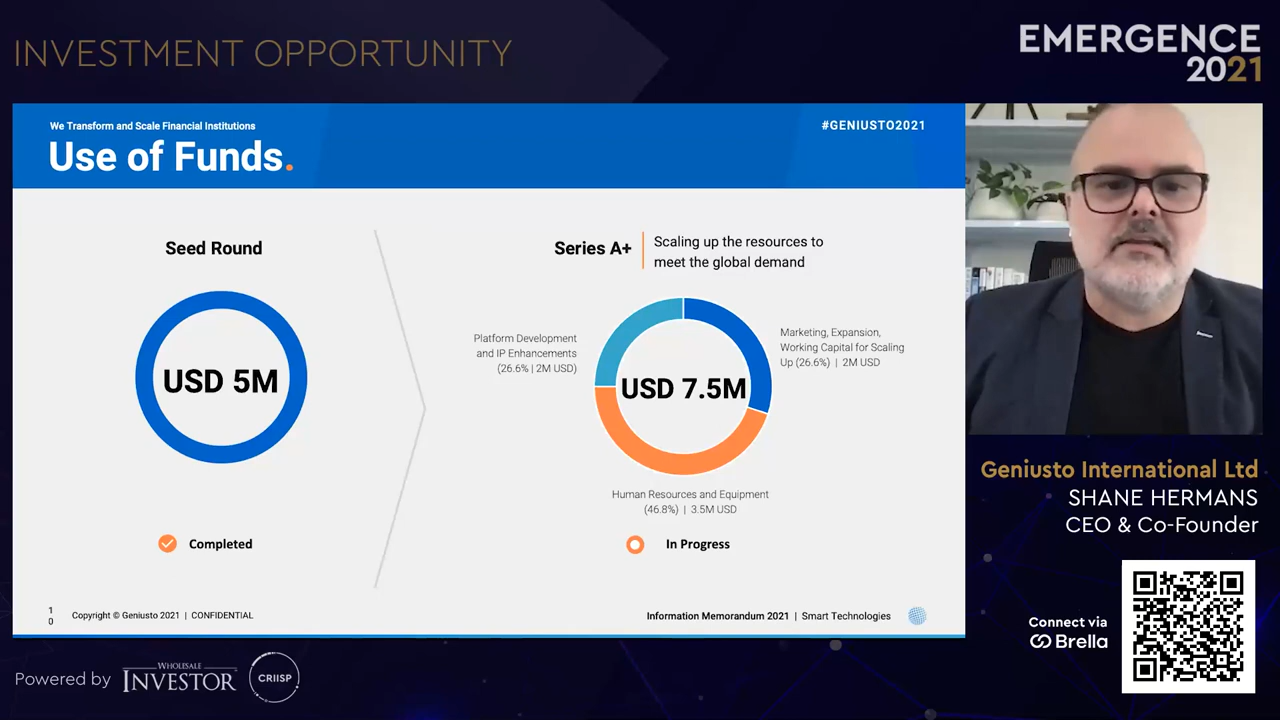 INVESTMENT OPPORTUNITY
EMERGENCE
2021
We Transform and Scale Financial Institutions
#GENIUSTO2021
Use of Funds.
Seed Round
USD 5M
Completed
Series A+
Scaling up the resources to
meet the global demand
Platform Development
and IP Enhancements
(26.6% | 2M USD)
USD 7.5M
Marketing, Expansion,
Working Capital for Scaling
Up (26.6%) | 2M USD
Human Resources and Equipment
(46.8%) | 3.5M USD
In Progress
1
0
Copyright © Geniusto 2021 | CONFIDENTIAL
Information Memorandum 2021 | Smart Technologies
Geniusto International Ltd
SHANE HERMANS
CEO & Co-Founder
Connect via
Brella
Powered by
WHOLESALE
INVESTOR
CRIISP